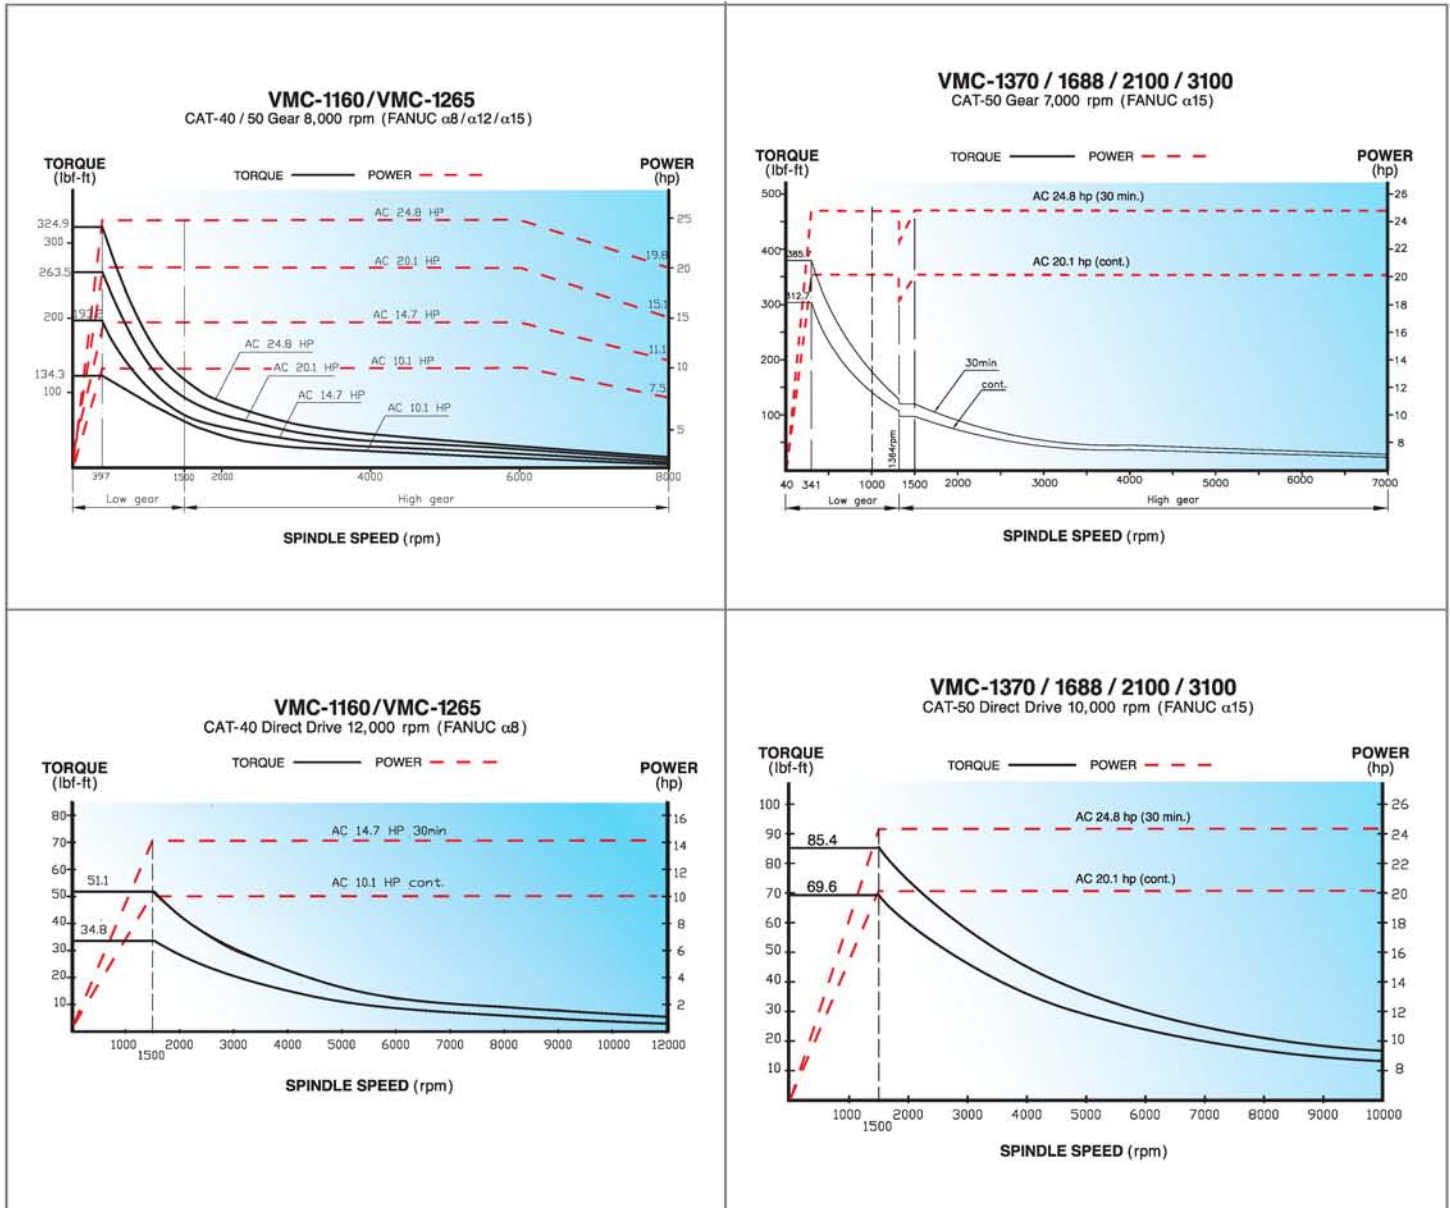 VMC-1160/VMC-1265
CAT-40 / 50 Gear 8,000 rpm (FANUC α8/α12/α15)
TORQUE
(lbf-ft)
TORQUE POWER
POWER
(hp)
324.9
300
263.5
200
134.3
100
AC 24.8 HP
AC 20.1 HP
AC 14.7 HP
AC 10.1 HP
AC 24.8 HP
AC 20.1 HP
AC 14.7 HP
AC 10.1 HP
25
19.8
20
15.1
15
11.1
10
7.5
5
397 1500 2000 4000 6000 8000
Low gear High gear
SPINDLE SPEED (rpm)
VMC-1370 / 1688 / 2100 / 3100
CAT-50 Gear 7,000 rpm (FANUC α15)
TORQUE
(lbf-ft)
TORQUE POWER
POWER
(hp)
500
400
300
200
100
AC 24.8 hp (30 min.)
AC 20.1 hp (cont.)
30min
cont.
1364rpm
26
24
22
20
18
16
14
12
10
8
40 341 1000 1500 2000 3000 4000 5000 6000 7000
Low gear High gear
SPINDLE SPEED (rpm)
VMC-1160/VMC-1265
CAT-40 Direct Drive 12,000 rpm (FANUC α8)
TORQUE
(lbf-ft)
TORQUE POWER
POWER
(hp)
80
70
60
50
40
30
20
10
51.1
34.8
AC 14.7 HP 30min
AC 10.1 HP cont.
16
14
12
10
8
6
4
2
1000 2000 3000 4000 5000 6000 7000 8000 9000 10000 12000
1500
SPINDLE SPEED (rpm)
VMC-1370 / 1688 / 2100 / 3100
CAT-50 Direct Drive 10,000 rpm (FANUC α15)
TORQUE
(lbf-ft)
TORQUE POWER
POWER
(hp)
100
90
80
70
60
50
40
30
20
10
85.4
69.6
AC 24.8 hp (30 min.)
AC 20.1 hp (cont.)
26
24
22
20
18
16
14
12
10
8
1000 2000 3000 4000 5000 6000 7000 8000 9000 10000
1500
SPINDLE SPEED (rpm)